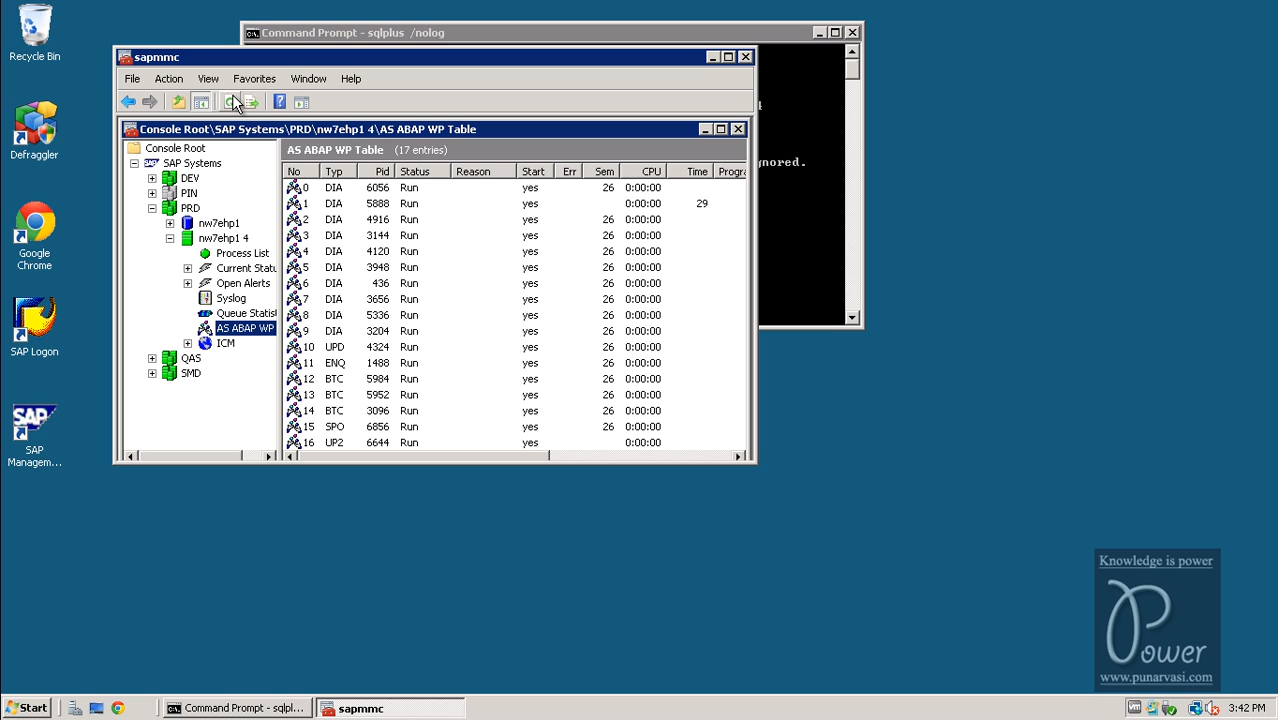 Recycle Bin
Defraggler
Google
Chrome
SAP Logon
SAP
Managem...
Command Prompt - sqlplus /nolog
gnored.
sapmmc
File Action View Favorites Window Help
Console Root\SAP Systems\PRD\nw7ehp1 4\AS ABAP WP Table
Console Root
SAP Systems
DEV
PIN
PRD
nw7ehp1
nw7ehp1 4
Process List
Current Statu
Open Alerts
Syslog
Queue Statist
AS ABAP WP
ICM
QAS
SMD
AS ABAP WP Table (17 entries)
No Typ Pid Status Reason Start Err Sem CPU Time Progra
0 DIA 6056 Run yes 26 0:00:00
1 DIA 5888 Run yes 0:00:00 29
2 DIA 4916 Run yes 26 0:00:00
3 DIA 3144 Run yes 26 0:00:00
4 DIA 4120 Run yes 26 0:00:00
5 DIA 3948 Run yes 26 0:00:00
6 DIA 436 Run yes 26 0:00:00
7 DIA 3656 Run yes 26 0:00:00
8 DIA 5336 Run yes 26 0:00:00
9 DIA 3204 Run yes 26 0:00:00
10 UPD 4324 Run yes 26 0:00:00
11 ENQ 1488 Run yes 26 0:00:00
12 BTC 5984 Run yes 26 0:00:00
13 BTC 5952 Run yes 26 0:00:00
14 BTC 3096 Run yes 26 0:00:00
15 SPO 6856 Run yes 26 0:00:00
16 UP2 6644 Run yes 0:00:00
Knowledge is power
Power
www.punarvasi.com
Start Command Prompt - sqlpl... sapmmc 3:42 PM